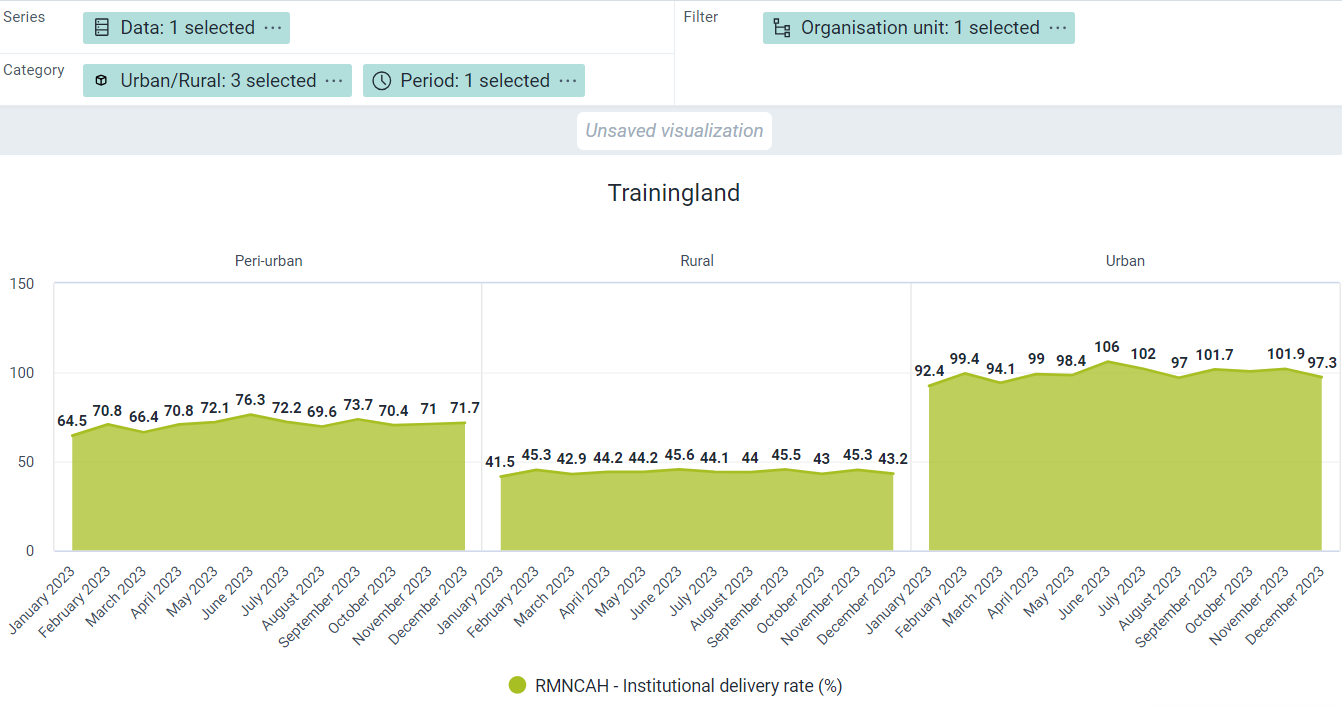 Series
Data: 1 selected ···
Filter
Organisation unit: 1 selected ···
Category
Urban/Rural: 3 selected ···
Period: 1 selected ···
Unsaved visualization
Trainingland
Peri-urban
Rural
Urban
150
100
50
0
64.5 70.8 66.4 70.8 72.1 76.3 72.2 69.6 73.7 70.4 71 71.7
41.5 45.3 42.9 44.2 44.2 45.6 44.1 44 45.5 43 45.3 43.2
92.4 99.4 94.1 99 98.4 106 102 97 101.7 101.9 97.3
January 2023 February 2023 March 2023 April 2023 May 2023 June 2023 July 2023 August 2023 September 2023 October 2023 November 2023 December 2023
January 2023 February 2023 March 2023 April 2023 May 2023 June 2023 July 2023 August 2023 September 2023 October 2023 November 2023 December 2023
January 2023 February 2023 March 2023 April 2023 May 2023 June 2023 July 2023 August 2023 September 2023 October 2023 November 2023 December 2023
RMNCAH - Institutional delivery rate (%)